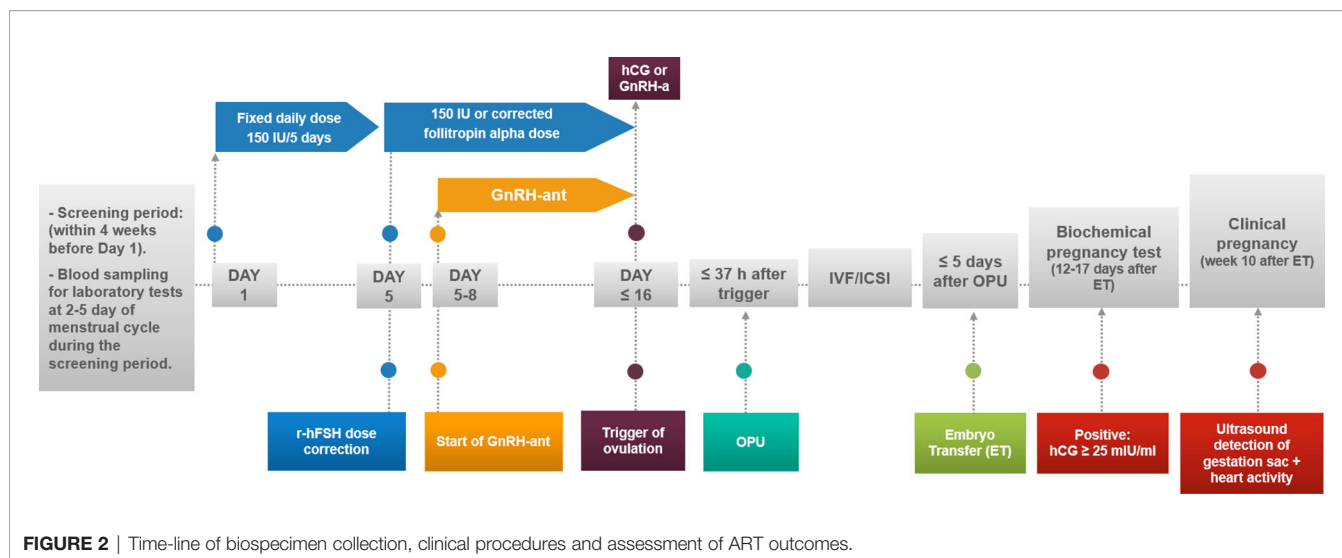 hCG or
GnRH-a
Fixed daily dose
150 IU/5 days
150 IU or corrected
follitropin alpha dose
GnRH-ant
- Screening period:
(within 4 weeks
before Day 1).
- Blood sampling
for laboratory tests
at 2-5 day of
menstrual cycle
during the
screening period.
DAY
1
DAY
5
DAY
5-8
DAY
≤ 16
≤ 37 h after
trigger
IVF/ICSI
≤ 5 days
after OPU
Biochemical
pregnancy test
(12-17 days after
ET)
Clinical
pregnancy
(week 10 after ET)
r-hFSH dose
correction
Start of GnRH-ant
Trigger of
ovulation
OPU
Embryo
Transfer (ET)
Positive:
hCG ≥ 25 mIU/ml
Ultrasound
detection of
gestation sac +
heart activity
FIGURE 2 | Time-line of biospecimen collection, clinical procedures and assessment of ART outcomes.